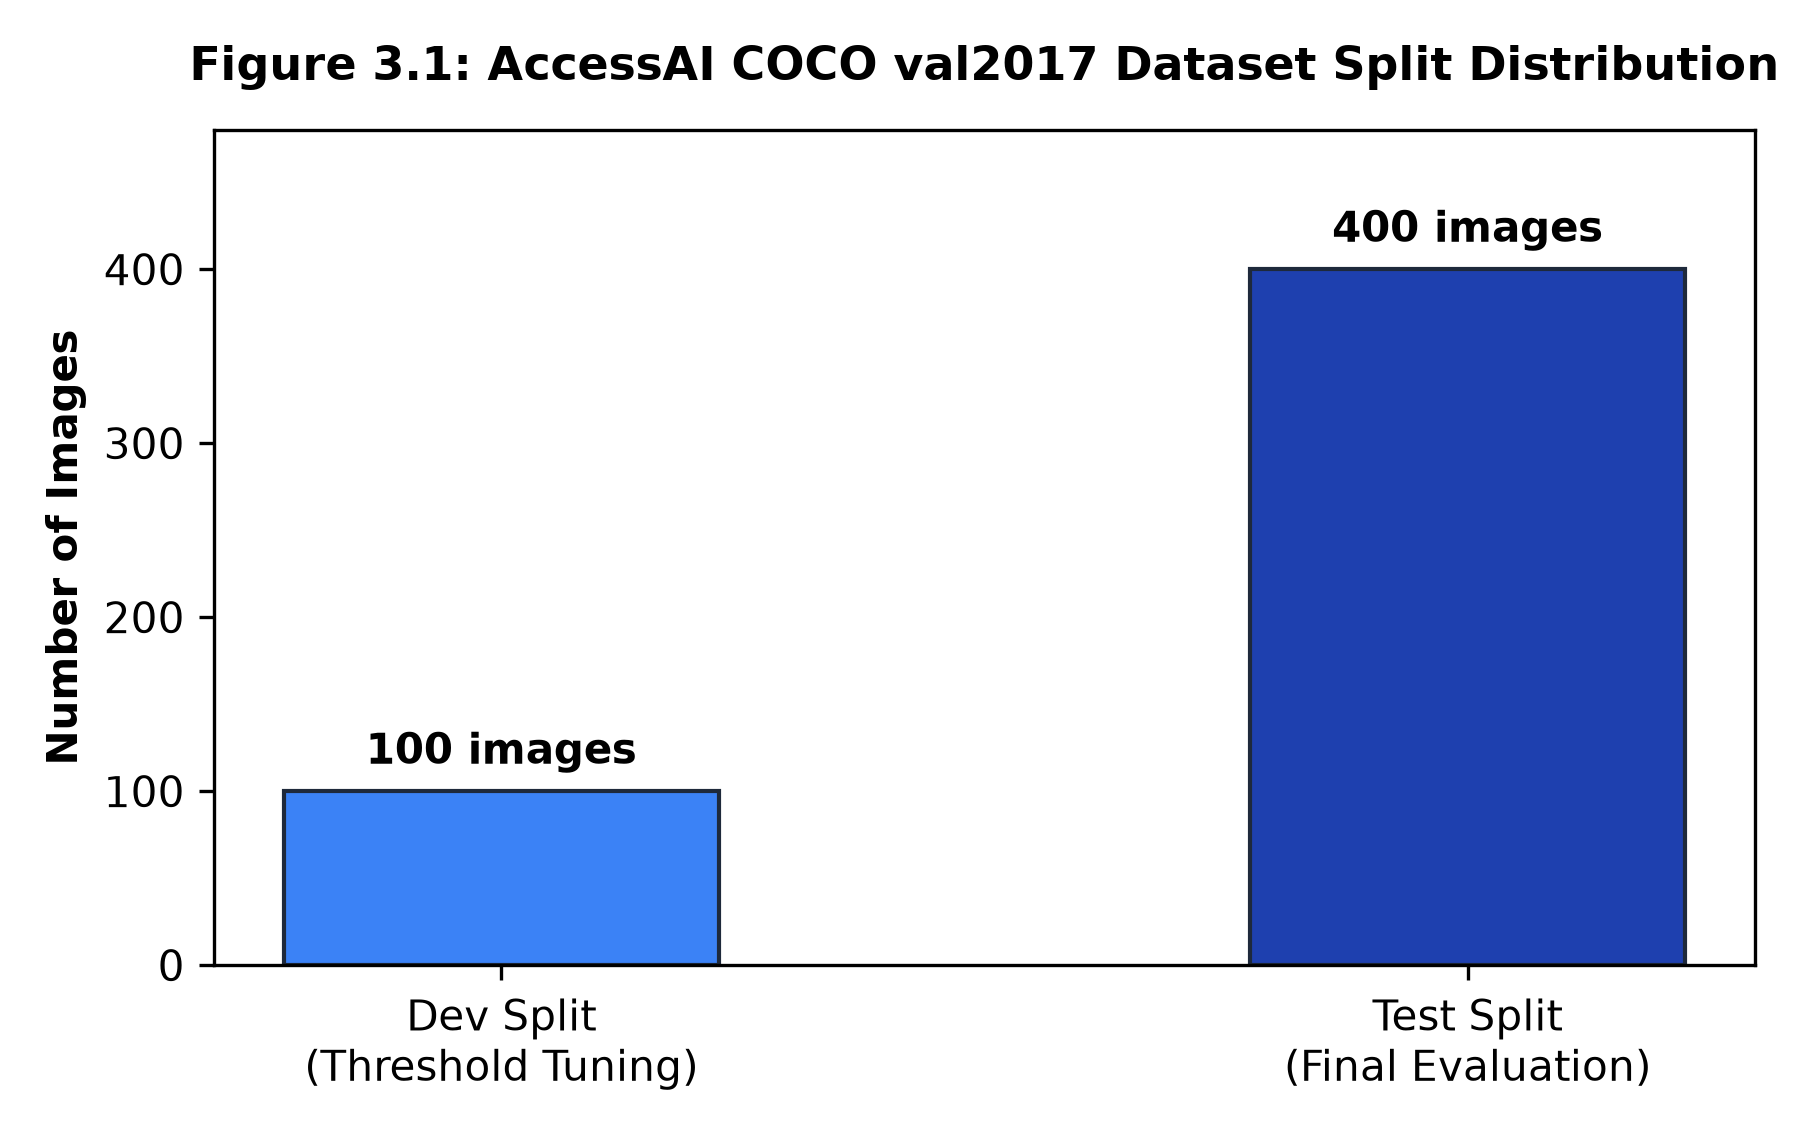 Figure 3.1: AccessAI COCO val2017 Dataset Split Distribution
Number of Images
400
300
200
100
0
100 images
400 images
Dev Split
(Threshold Tuning)
Test Split
(Final Evaluation)